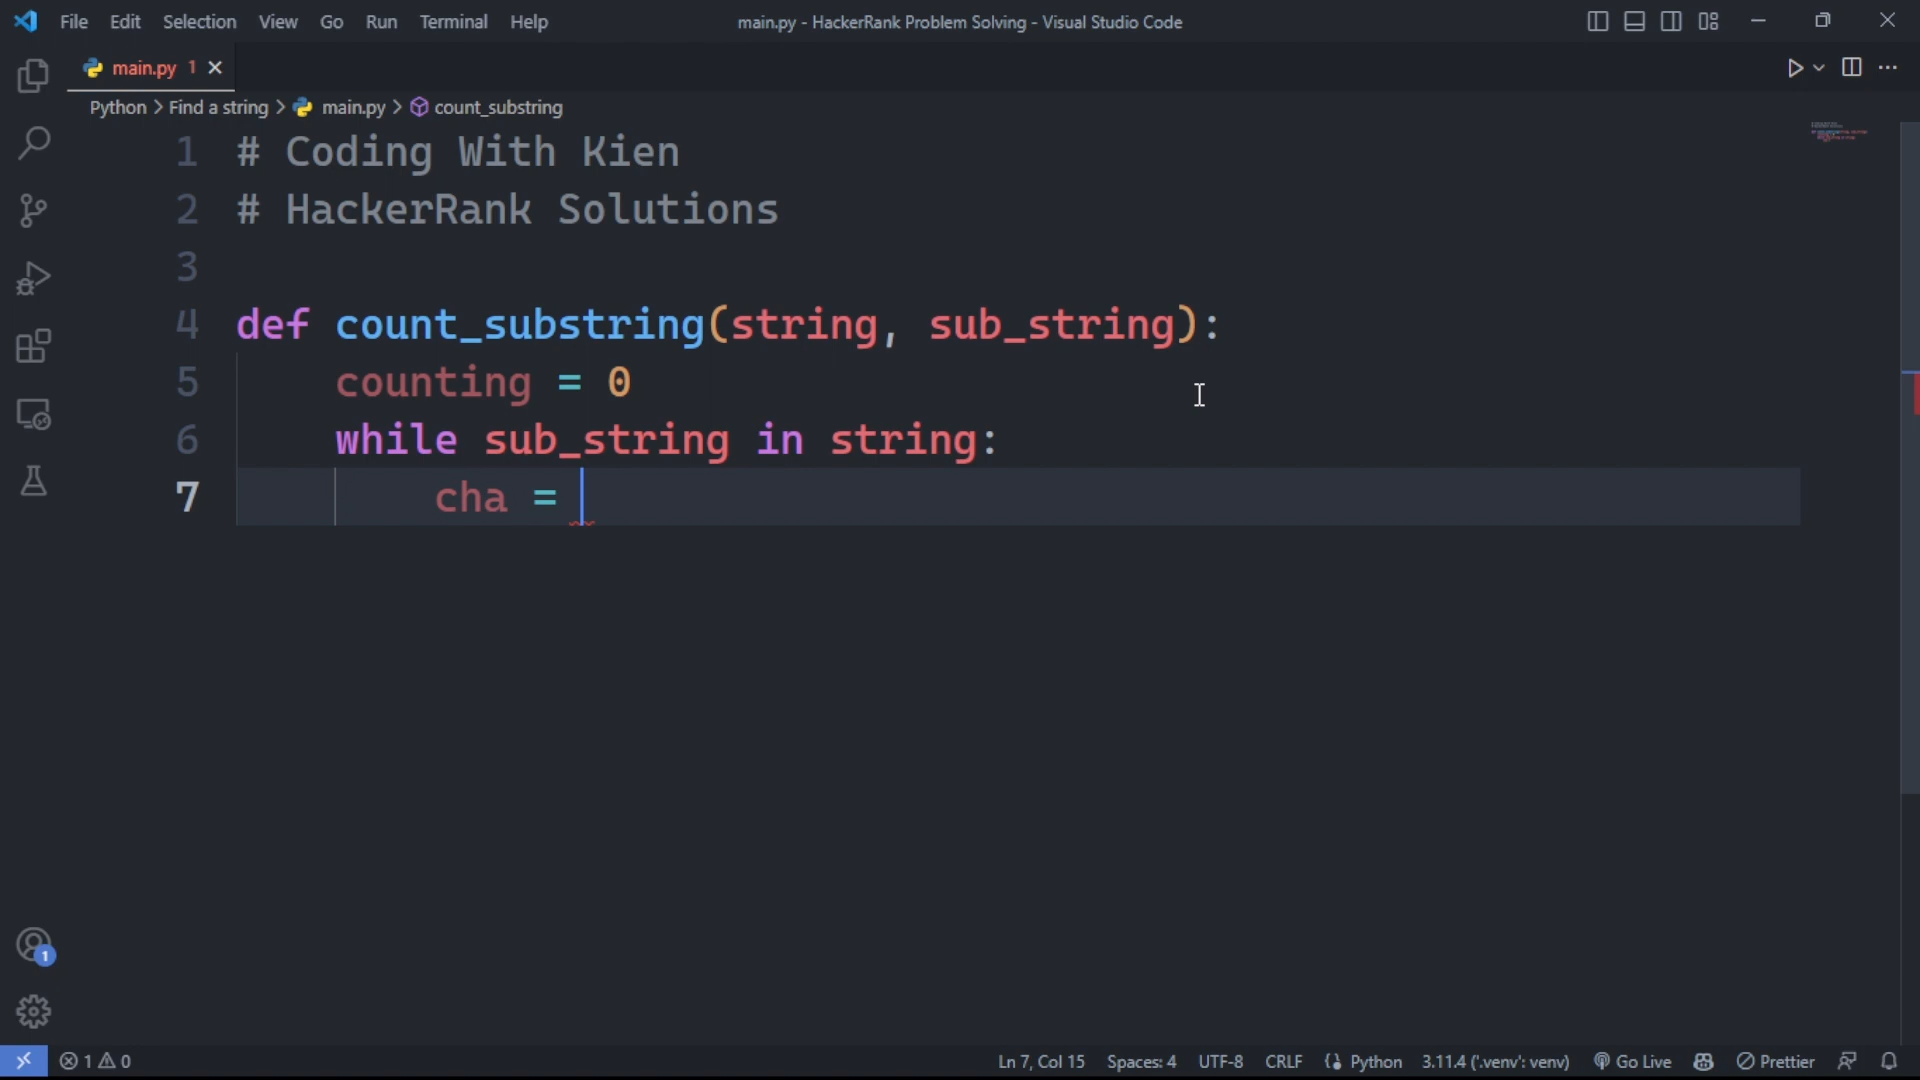 File Edit Selection View Go Run Terminal Help main.py - HackerRank Problem Solving - Visual Studio Code
main.py 1
Python > Find a string > main.py > count_substring
1 # Coding With Kien
2 # HackerRank Solutions
3
4 def count_substring(string, sub_string):
5 counting = 0
6 while sub_string in string:
7 cha =
1
1 0 Ln 7, Col 15 Spaces: 4 UTF-8 CRLF Python 3.11.4 ('.venv': venv) Go Live Prettier